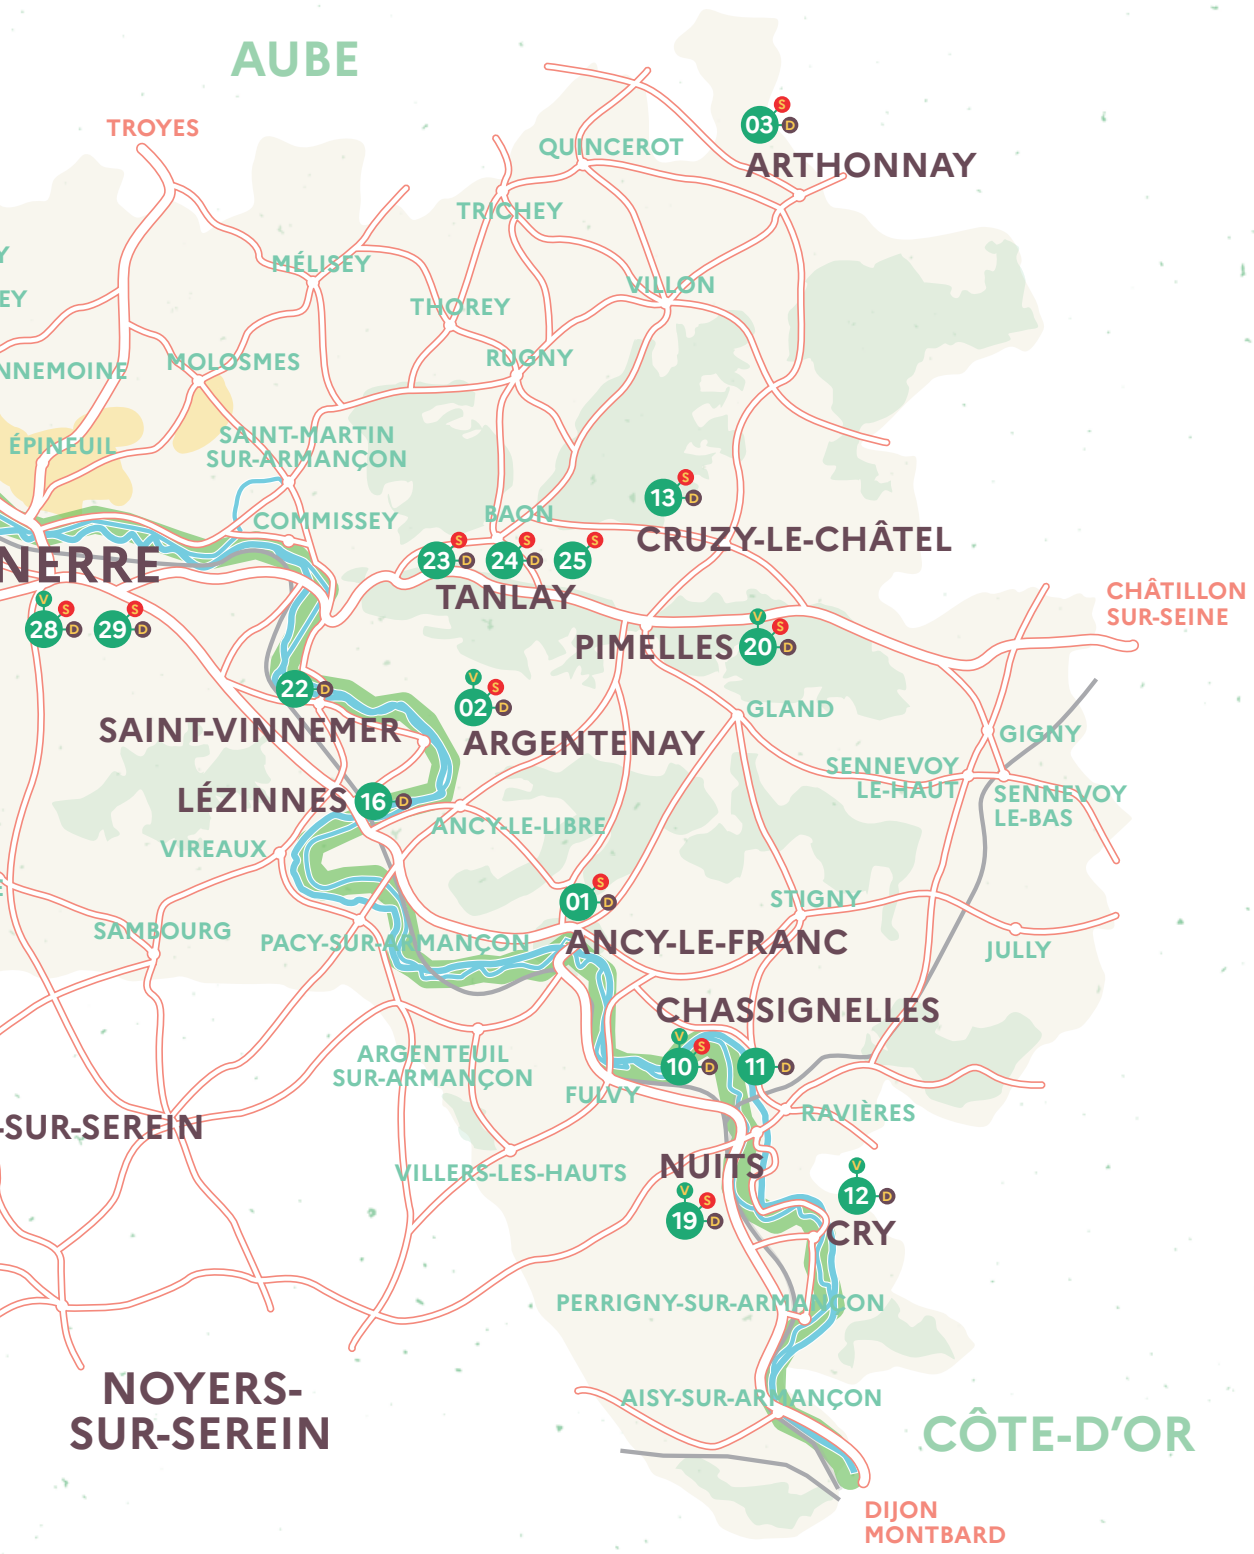 AUBE
TROYES
03
S
D
ARTHONNAY
QUINCEROT
TRICHEY
Y
MÉLISEY
VILLON
EY
THOREY
RUGNY
MOLOSMES
NNEMOINE
SAINT-MARTIN
SUR-ARMANÇON
ÉPINEUIL
13
S
D
CRUZY-LE-CHÂTEL
BAON
COMMISSEY
23
S
D
24
S
D
25
S
TANLAY
NERRE
28
V
S
D
29
S
D
CHÂTILLON
SUR-SEINE
PIMELLES
20
V
S
D
22
D
SAINT-VINNEMER
02
V
S
D
ARGENTENAY
GLAND
GIGNY
SENNEVOY
LE-HAUT
SENNEVOY
LE-BAS
LÉZINNES
16
D
ANCY-LE-LIBRE
VIREAUX
E
01
S
D
ANCY-LE-FRANC
STIGNY
SAMBOURG
PACY-SUR-ARMANÇON
JULLY
CHASSIGNELLES
10
V
S
D
11
D
ARGENTEUIL
SUR-ARMANÇON
FULVY
RAVIÈRES
-SUR-SEREIN
VILLERS-LES-HAUTS
NUITS
19
V
S
D
12
V
D
CRY
PERRIGNY-SUR-ARMANÇON
NOYERS-
SUR-SEREIN
AISY-SUR-ARMANÇON
CÔTE-D'OR
DIJON
MONTBARD